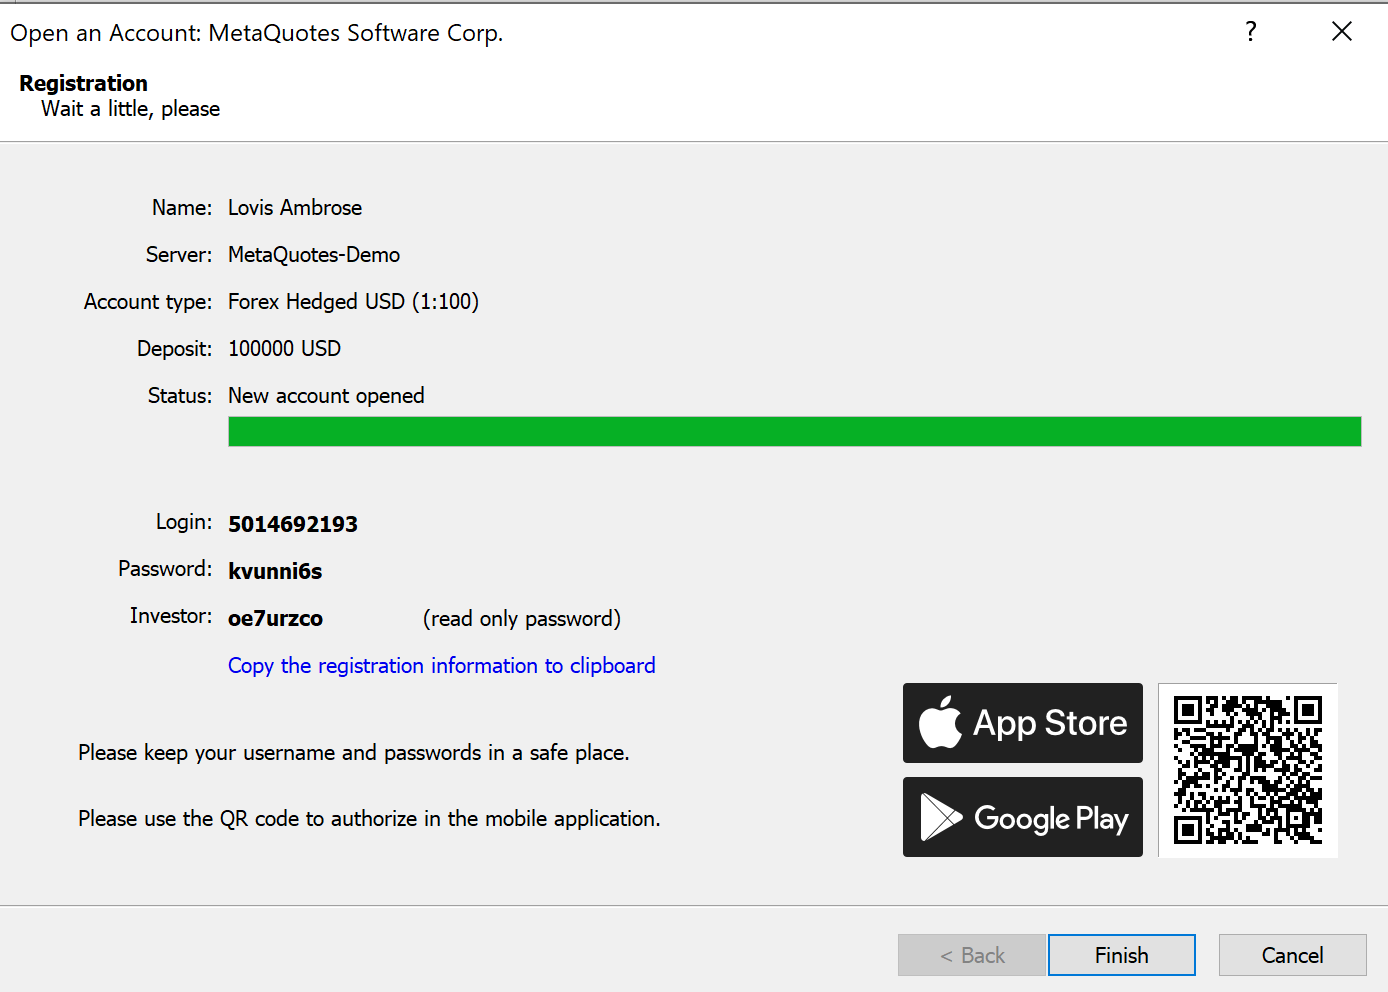 Open an Account: MetaQuotes Software Corp.
?
Registration
Wait a little, please
Name: Lovis Ambrose
Server: MetaQuotes-Demo
Account type: Forex Hedged USD (1:100)
Deposit: 100000 USD
Status: New account opened
Login: 5014692193
Password: kvunni6s
Investor: oe7urzco (read only password)
Copy the registration information to clipboard
App Store
Please keep your username and passwords in a safe place.
Google Play
Please use the QR code to authorize in the mobile application.
< Back Finish Cancel